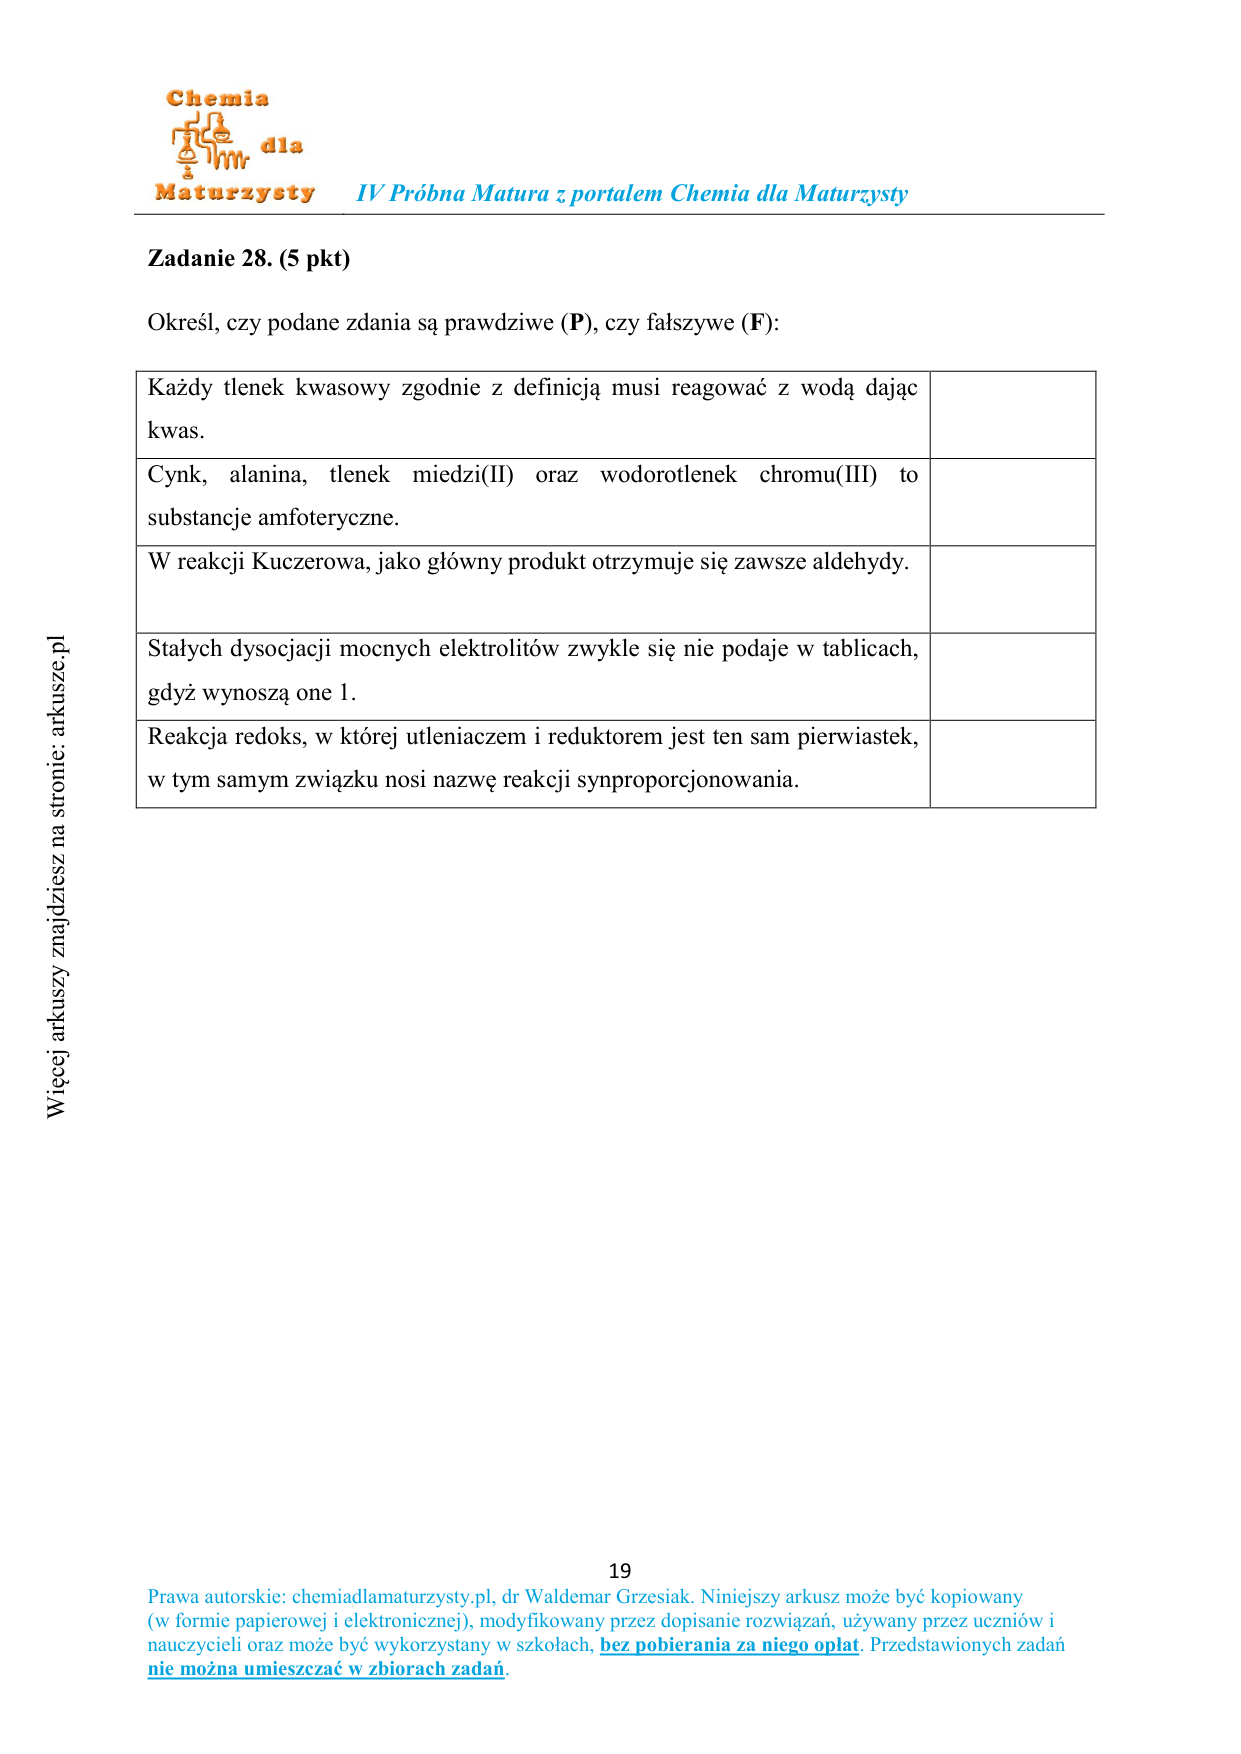 Chemia
dla
Maturzysty
IV Próbna Matura z portalem Chemia dla Maturzysty
Zadanie 28. (5 pkt)
Określ, czy podane zdania są prawdziwe (P), czy fałszywe (F):
Każdy tlenek kwasowy zgodnie z definicją musi reagować z wodą dając
kwas.
Cynk, alanina, tlenek miedzi(II) oraz wodorotlenek chromu(III) to
substancje amfoteryczne.
W reakcji Kuczerowa, jako główny produkt otrzymuje się zawsze aldehydy.
Stałych dysocjacji mocnych elektrolitów zwykle się nie podaje w tablicach,
gdyż wynoszą one 1.
Reakcja redoks, w której utleniaczem i reduktorem jest ten sam pierwiastek,
w tym samym związku nosi nazwę reakcji synproporcjonowania.
Więcej arkuszy znajdziesz na stronie: arkusze.pl
19
Prawa autorskie: chemiadlamaturzysty.pl, dr Waldemar Grzesiak. Niniejszy arkusz może być kopiowany
(w formie papierowej i elektronicznej), modyfikowany przez dopisanie rozwiązań, używany przez uczniów i
nauczycieli oraz może być wykorzystany w szkołach, bez pobierania za niego opłat. Przedstawionych zadań
nie można umieszczać w zbiorach zadań.